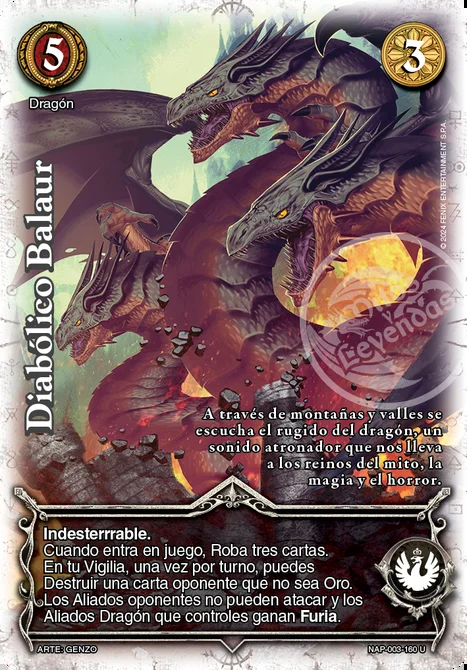 5
3
Dragón
© 2024 FENIX ENTERTAINMENT S.P.A.
Diabólico Balaur
Leyendas
A través de montañas y valles se
escucha el rugido del dragón, un
sonido atronador que nos lleva
a los reinos del mito, la
magia y el horror.
Indesterrrable.
Cuando entra en juego, Roba tres cartas.
En tu Vigilia, una vez por turno, puedes
Destruir una carta oponente que no sea Oro.
Los Aliados oponentes no pueden atacar y los
Aliados Dragón que controles ganan Furia.
ARTE: GENZO
NAP-003-160 U